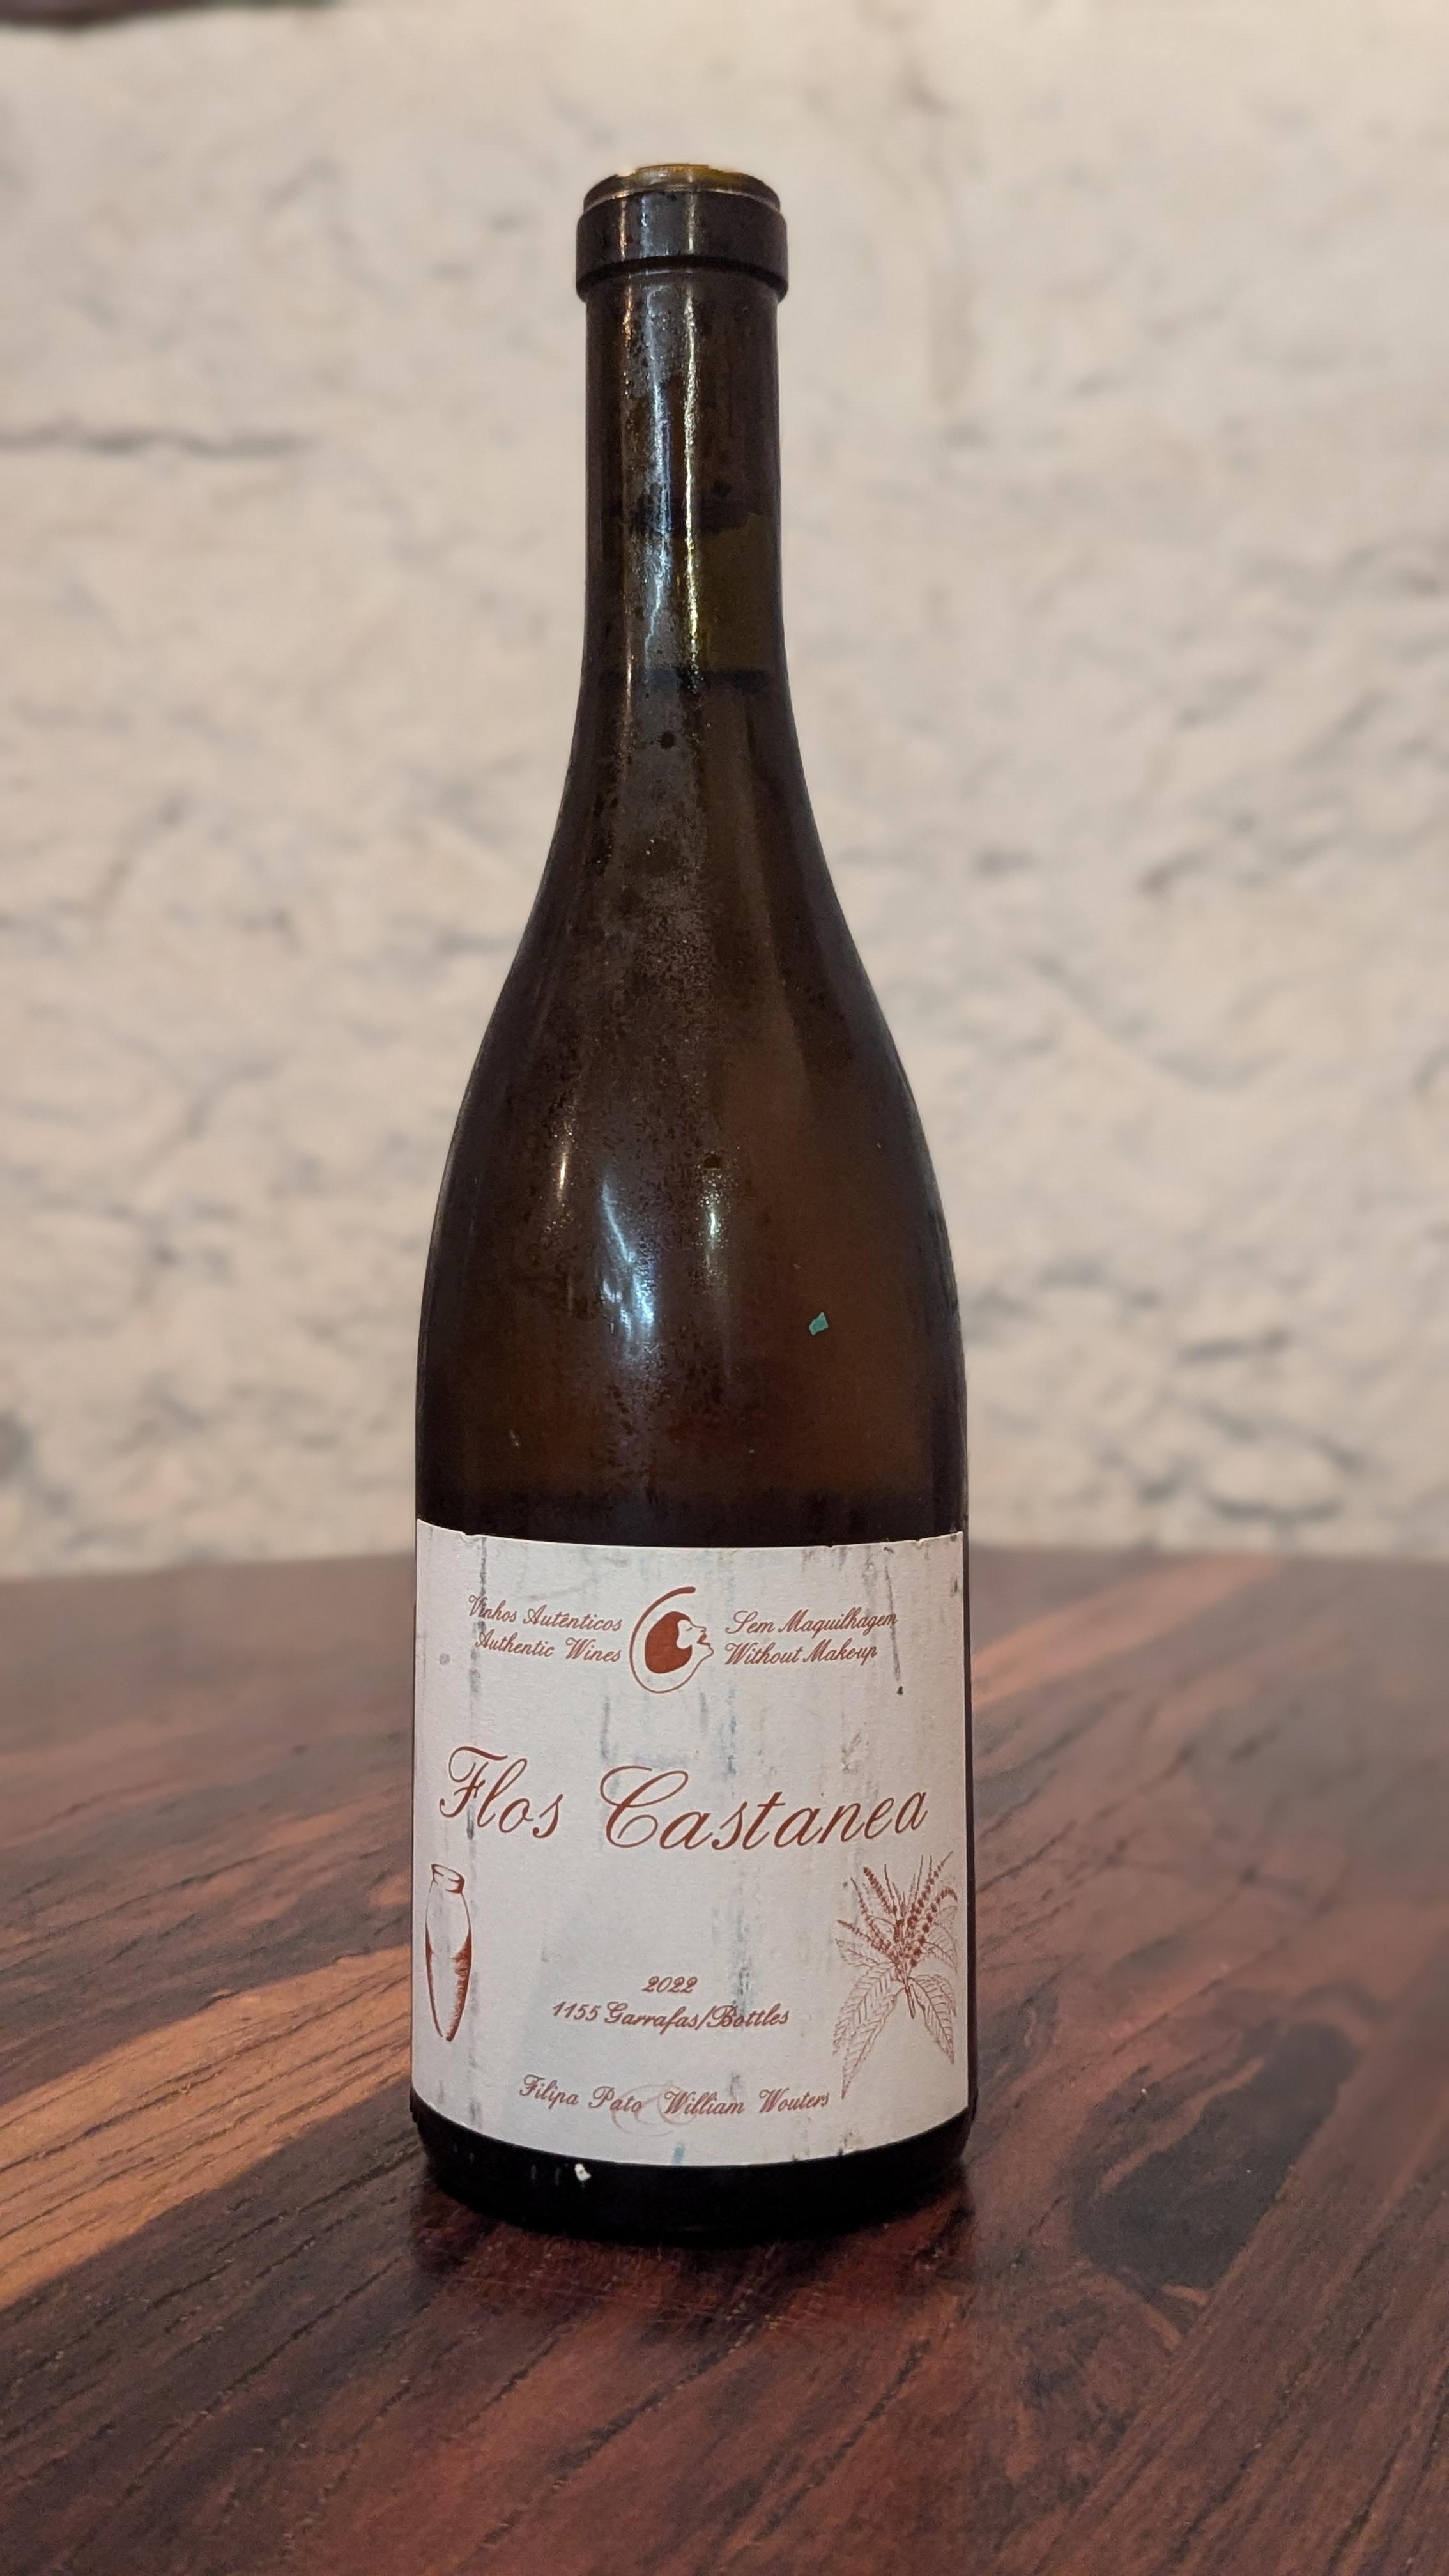 Vinhos Autênticos Sem Maquilhagem
Authentic Wines Without Makeup
Flos Castanea
2022
1155 Garrafas/Bottles
Filipa Pato & William Wouters